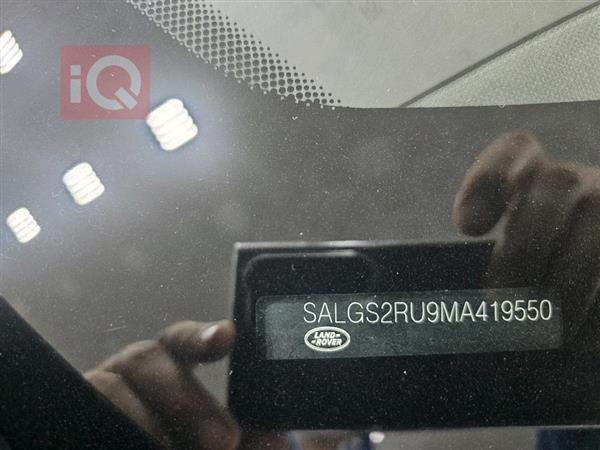 iQ
SALGS2RU9MA419550
LAND-
-ROVER